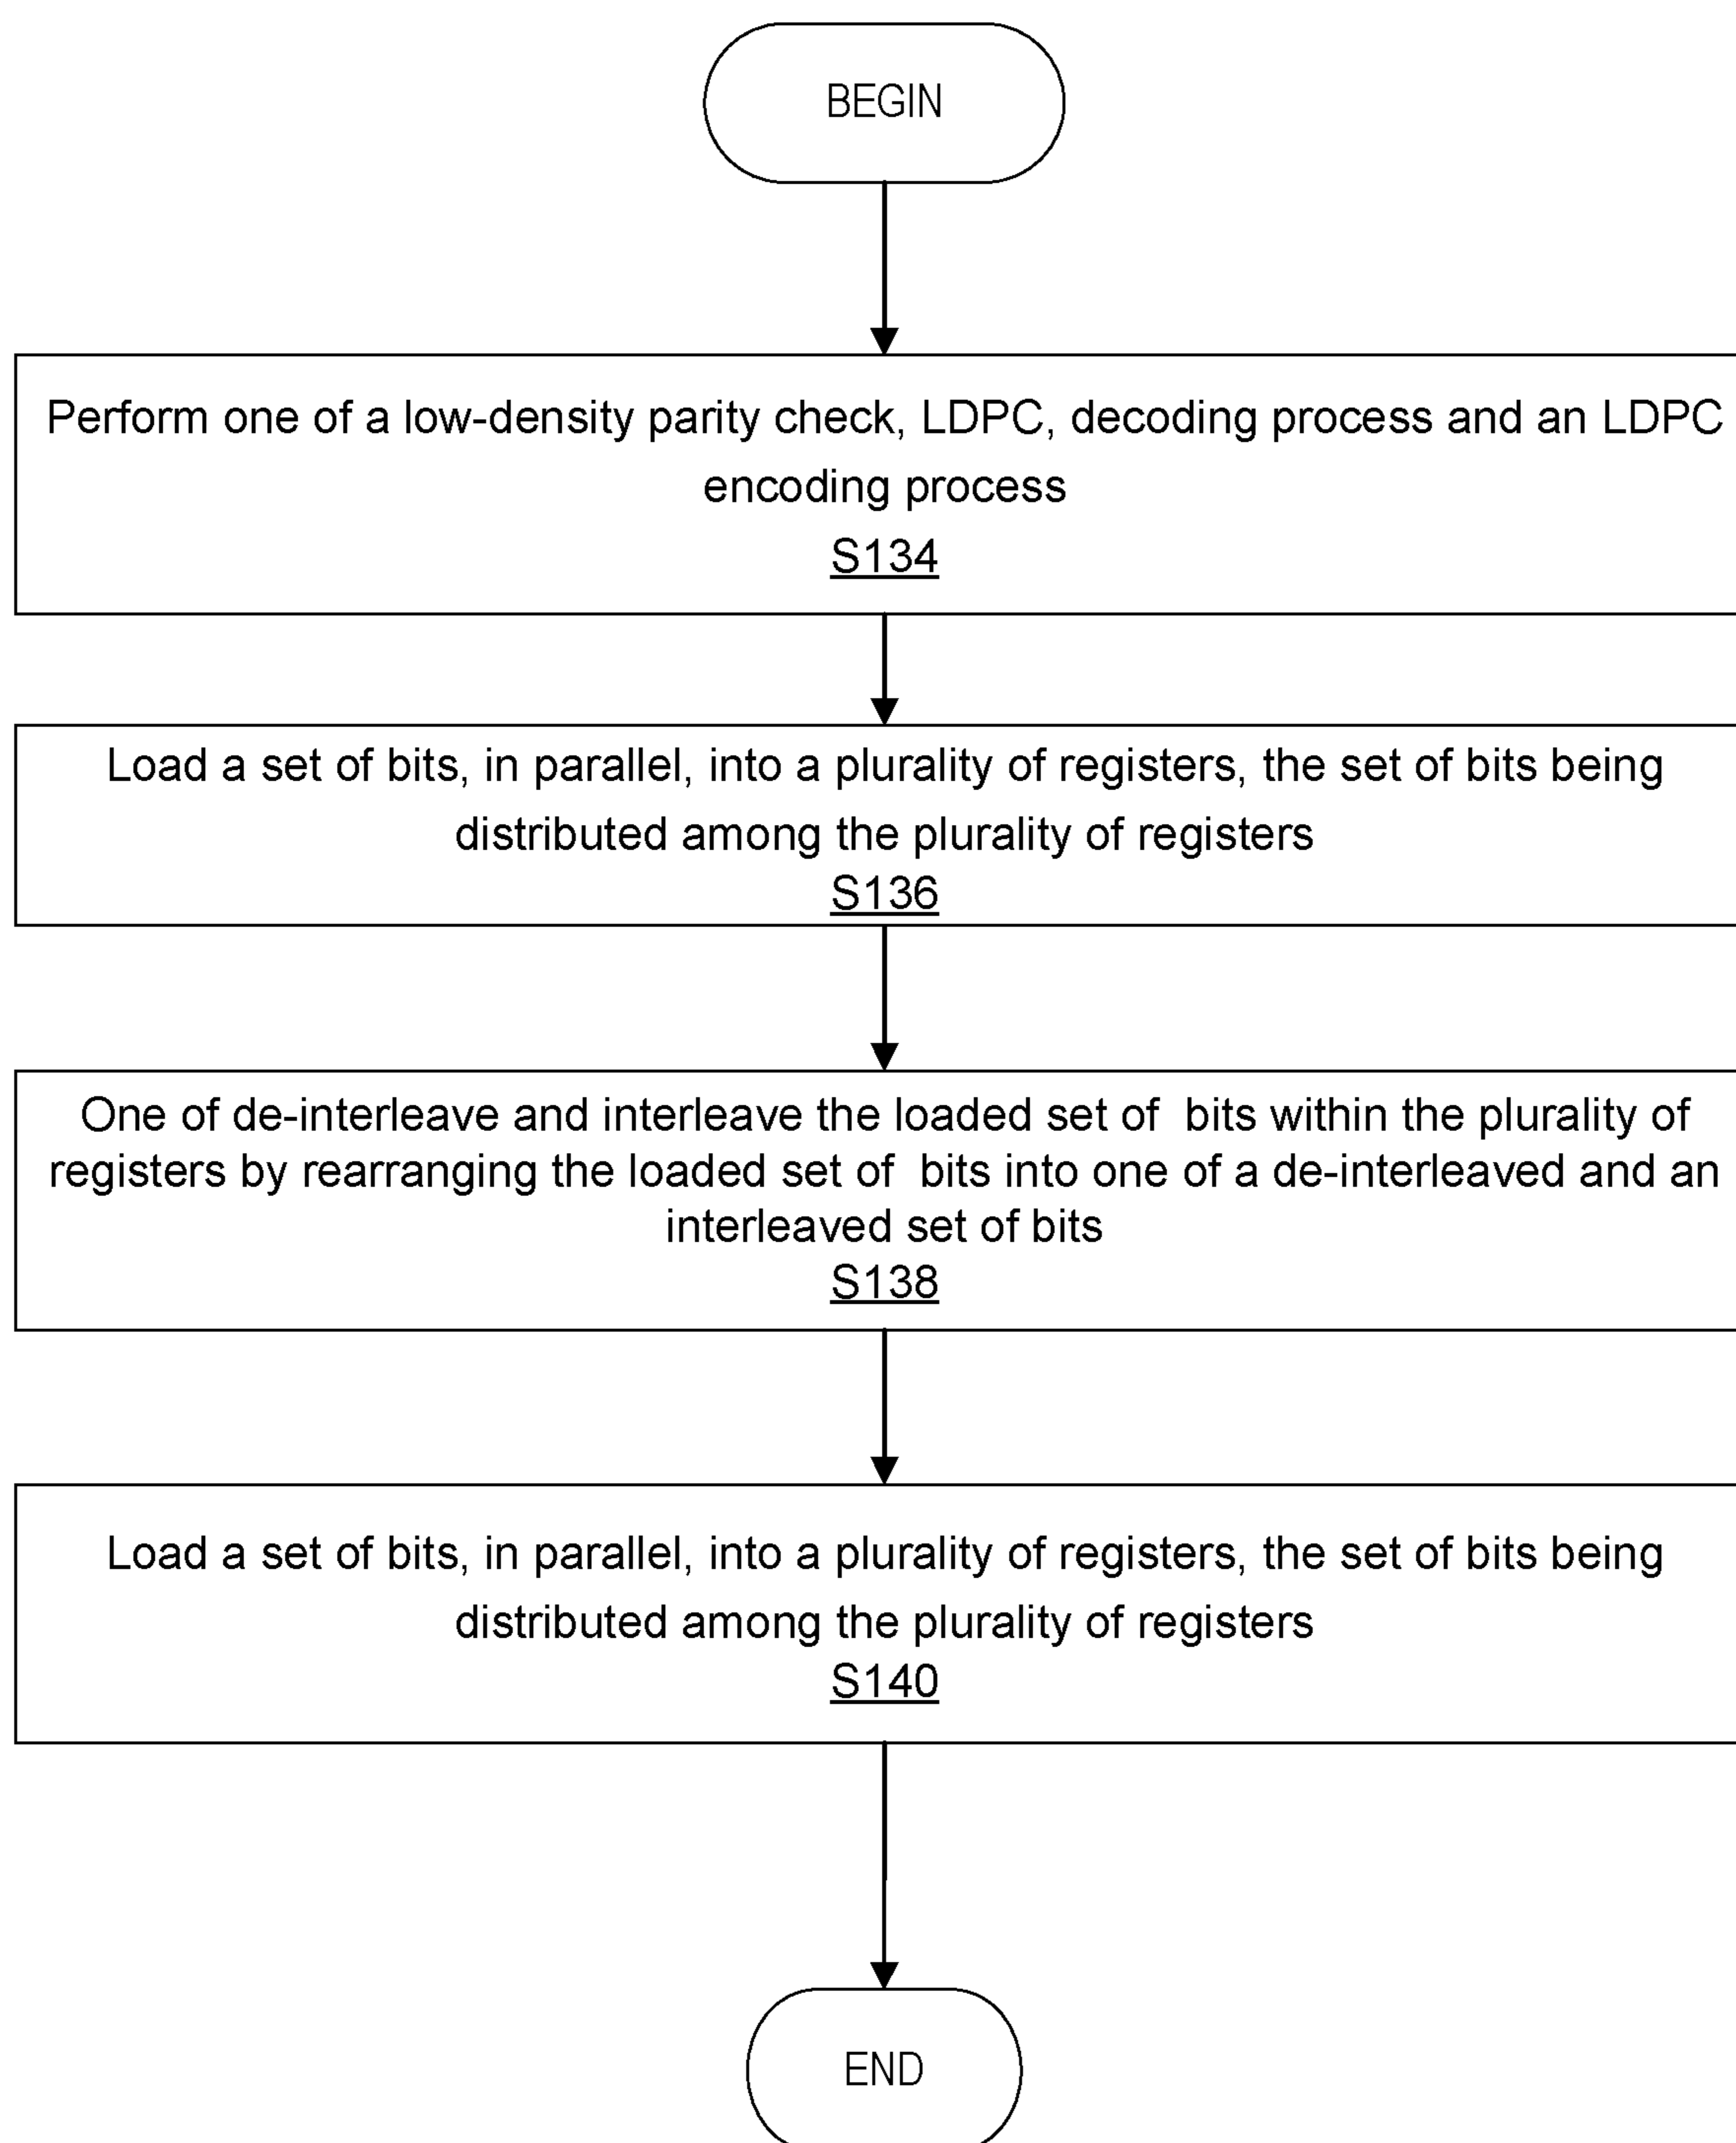 BEGIN
Perform one of a low-density parity check, LDPC, decoding process and an LDPC
encoding process
S134
Load a set of bits, in parallel, into a plurality of registers, the set of bits being
distributed among the plurality of registers
S136
One of de-interleave and interleave the loaded set of bits within the plurality of
registers by rearranging the loaded set of bits into one of a de-interleaved and an
interleaved set of bits
S138
Load a set of bits, in parallel, into a plurality of registers, the set of bits being
distributed among the plurality of registers
S140
END